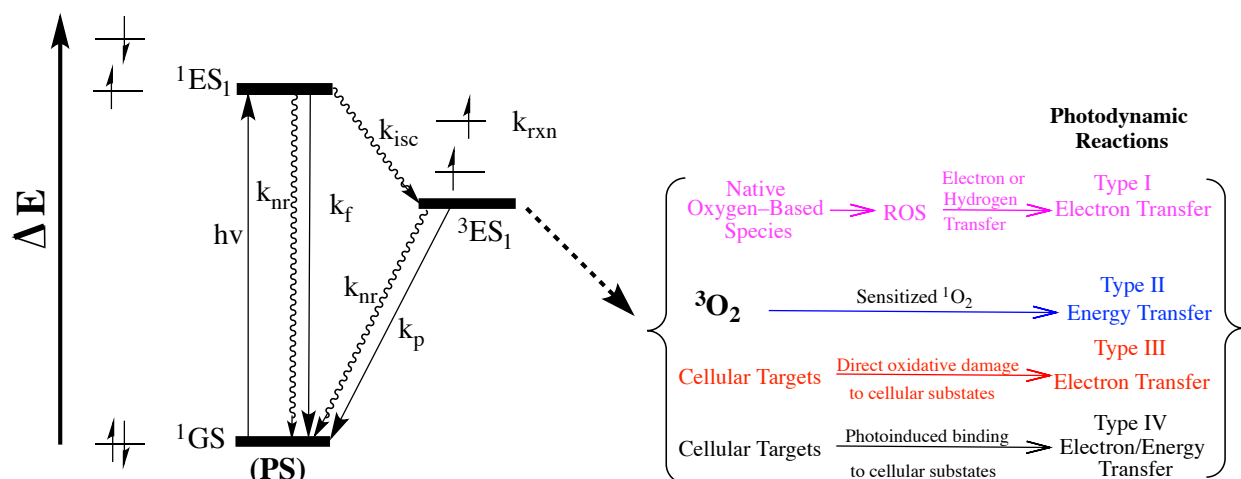 ΔE
¹ES₁
k_isc
k_rxn
k_nr
k_f
hν
³ES₁
k_nr
k_p
¹GS
(PS)
Photodynamic
Reactions
Native
Oxygen–Based
Species
ROS
Electron or
Hydrogen
Transfer
Type I
Electron Transfer
³O₂
Sensitized ¹O₂
Type II
Energy Transfer
Cellular Targets
Direct oxidative damage
to cellular substates
Type III
Electron Transfer
Cellular Targets
Photoinduced binding
to cellular substates
Type IV
Electron/Energy
Transfer